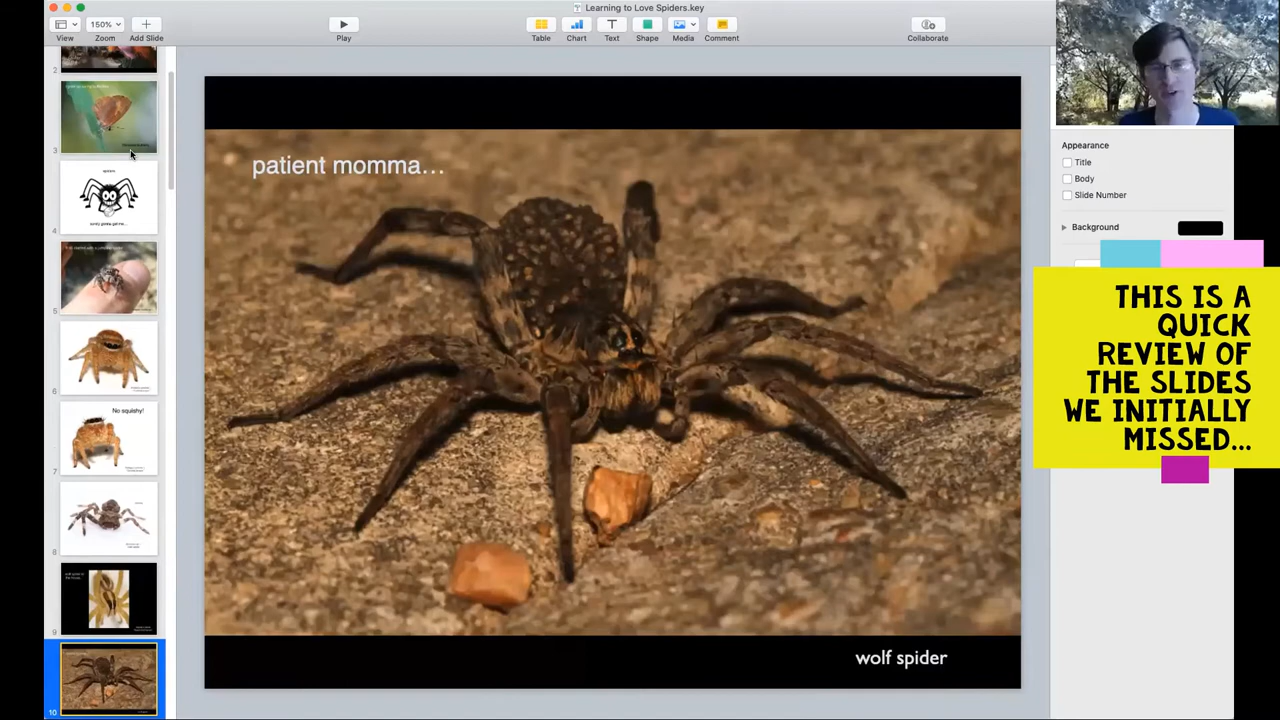 Learning to Love Spiders.key
150%
View
Zoom
Add Slide
Play
Table
Chart
Text
Shape
Media
Comment
Collaborate
2
3
4
5
6
7
8
9
10
spiders
No squishy!
patient momma...
wolf spider
Appearance
Title
Body
Slide Number
Background
THIS IS A
QUICK
REVIEW OF
THE SLIDES
WE INITIALLY
MISSED...